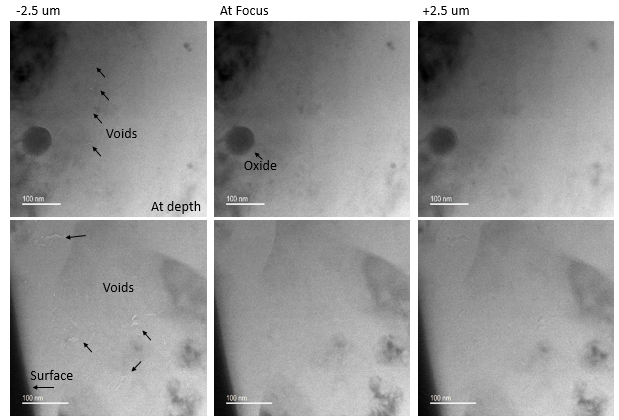 -2.5 um
At Focus
+2.5 um
Voids
Oxide
At depth
100 nm
100 nm
100 nm
Voids
Surface
100 nm
100 nm
100 nm